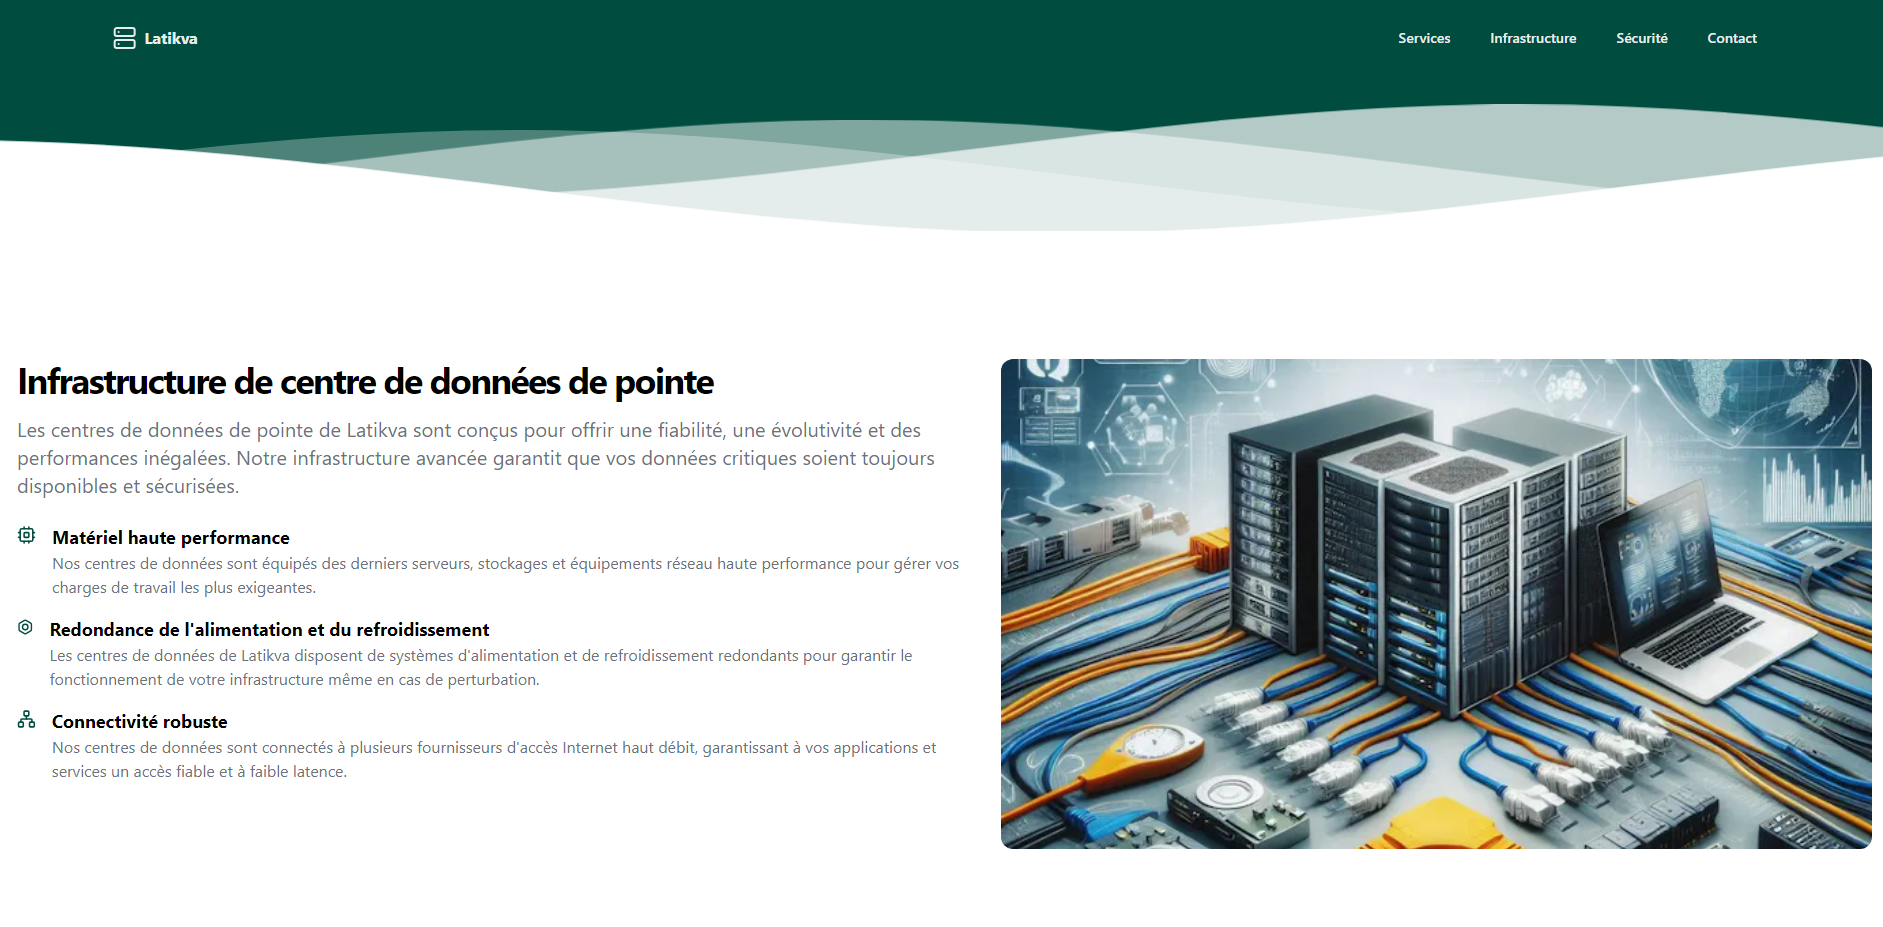 Latikva
Services
Infrastructure
Sécurité
Contact
Infrastructure de centre de données de pointe
Les centres de données de pointe de Latikva sont conçus pour offrir une fiabilité, une évolutivité et des
performances inégalées. Notre infrastructure avancée garantit que vos données critiques soient toujours
disponibles et sécurisées.
Matériel haute performance
Nos centres de données sont équipés des derniers serveurs, stockages et équipements réseau haute performance pour gérer vos
charges de travail les plus exigeantes.
Redondance de l'alimentation et du refroidissement
Les centres de données de Latikva disposent de systèmes d'alimentation et de refroidissement redondants pour garantir le
fonctionnement de votre infrastructure même en cas de perturbation.
Connectivité robuste
Nos centres de données sont connectés à plusieurs fournisseurs d'accès Internet haut débit, garantissant à vos applications et
services un accès fiable et à faible latence.